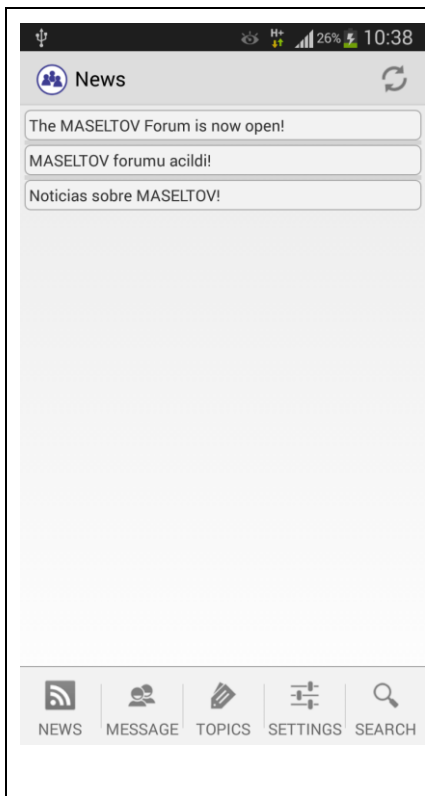 26% 10:38
News
The MASELTOV Forum is now open!
MASELTOV forumu acildi!
Noticias sobre MASELTOV!
NEWS MESSAGE TOPICS SETTINGS SEARCH